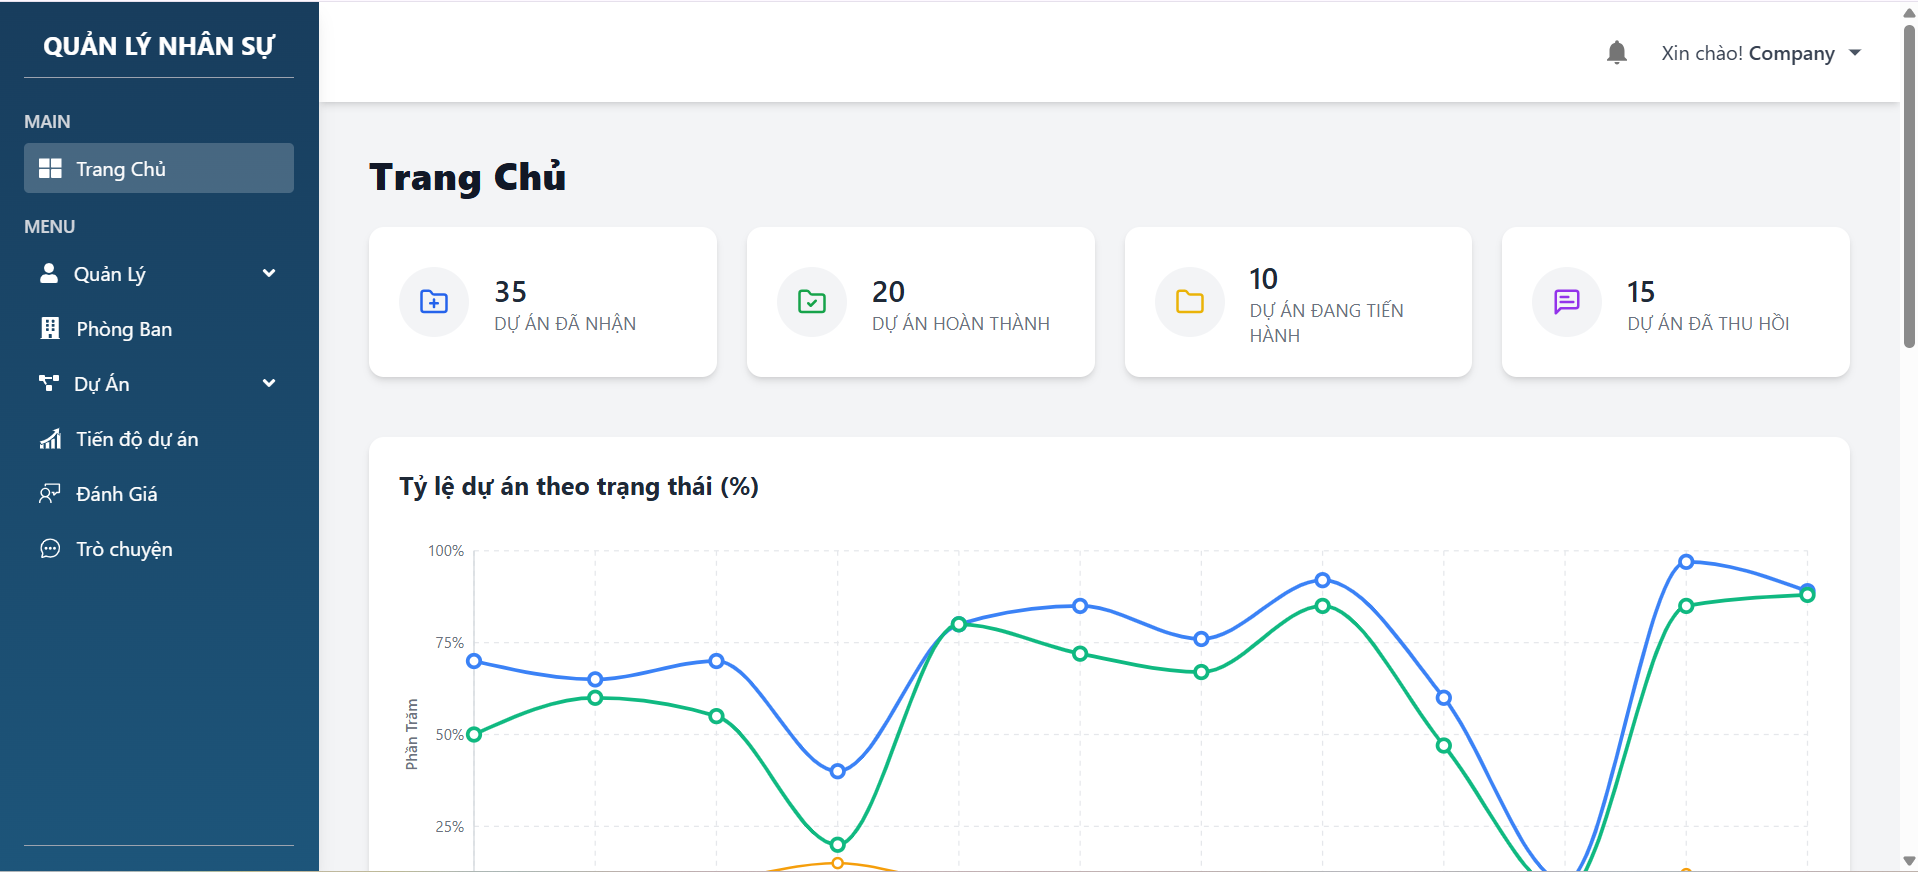 QUẢN LÝ NHÂN SỰ
MAIN
Trang Chủ
MENU
Quản Lý
Phòng Ban
Dự Án
Tiến độ dự án
Đánh Giá
Trò chuyện
Xin chào! Company
Trang Chủ
35
DỰ ÁN ĐÃ NHẬN
20
DỰ ÁN HOÀN THÀNH
10
DỰ ÁN ĐANG TIẾN
HÀNH
15
DỰ ÁN ĐÃ THU HỒI
Tỷ lệ dự án theo trạng thái (%)
100%
75%
50%
25%
Phần Trăm